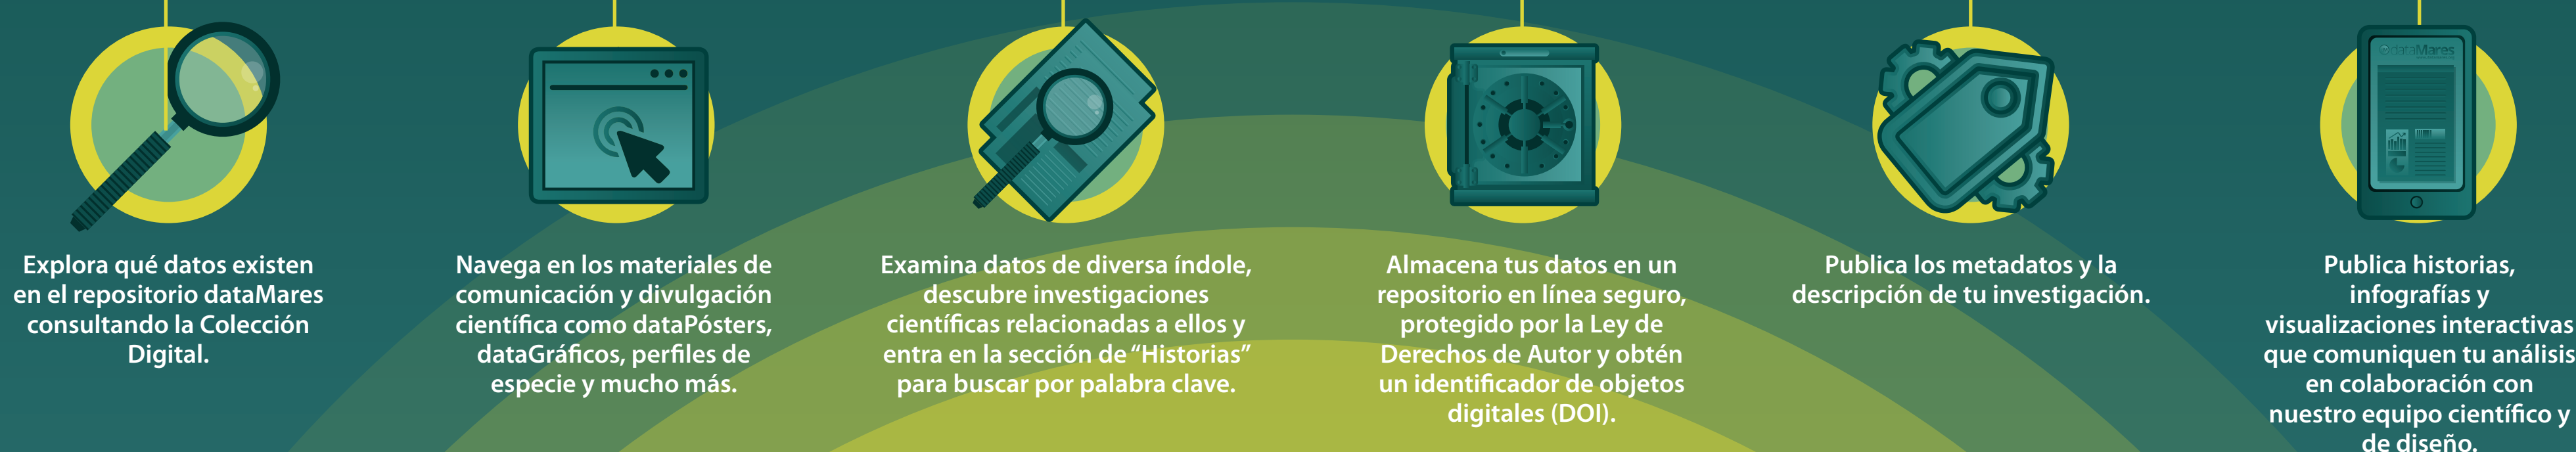 dataMares
Explora qué datos existen
en el repositorio dataMares
consultando la Colección
Digital.
Navega en los materiales de
comunicación y divulgación
científica como dataPósters,
dataGráficos, perfiles de
especie y mucho más.
Examina datos de diversa índole,
descubre investigaciones
científicas relacionadas a ellos y
entra en la sección de “Historias”
para buscar por palabra clave.
Almacena tus datos en un
repositorio en línea seguro,
protegido por la Ley de
Derechos de Autor y obtén
un identificador de objetos
digitales (DOI).
Publica los metadatos y la
descripción de tu investigación.
Publica historias,
infografías y
visualizaciones interactivas
que comuniquen tu análisis
en colaboración con
nuestro equipo científico y
de diseño.